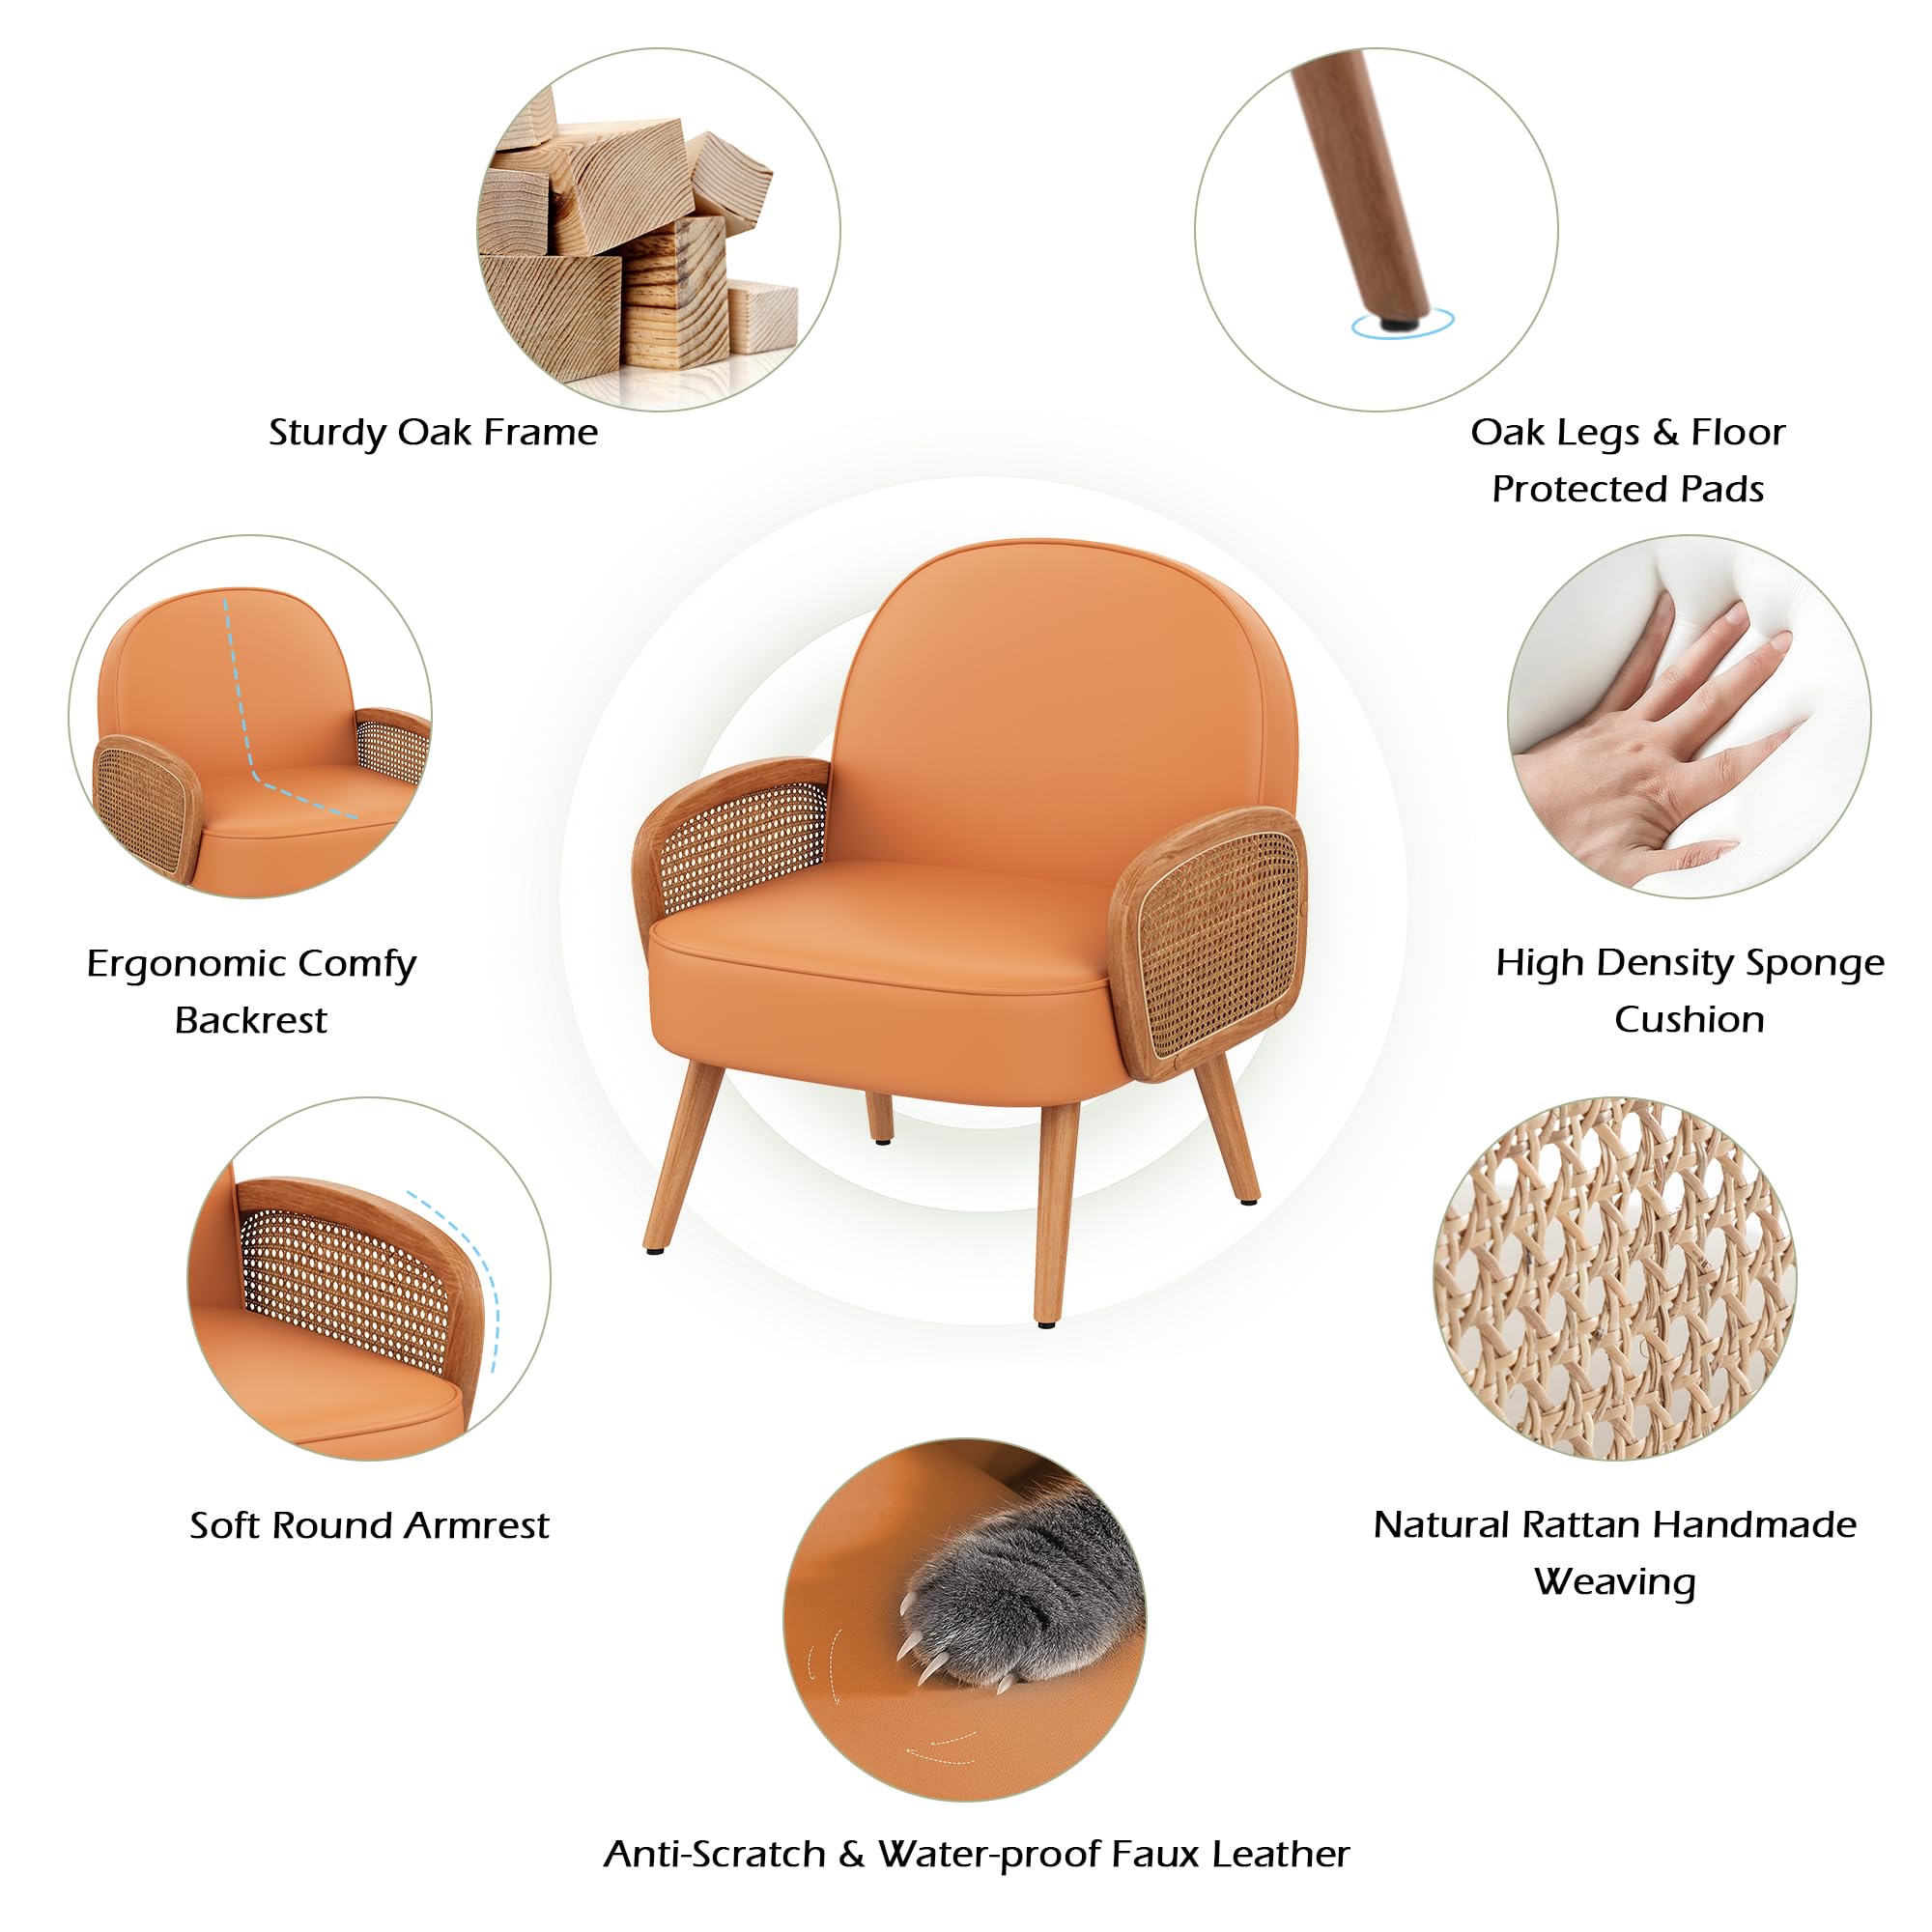 Sturdy Oak Frame
Oak Legs & Floor
Protected Pads
Ergonomic Comfy
Backrest
High Density Sponge
Cushion
Soft Round Armrest
Natural Rattan Handmade
Weaving
Anti-Scratch & Water-proof Faux Leather